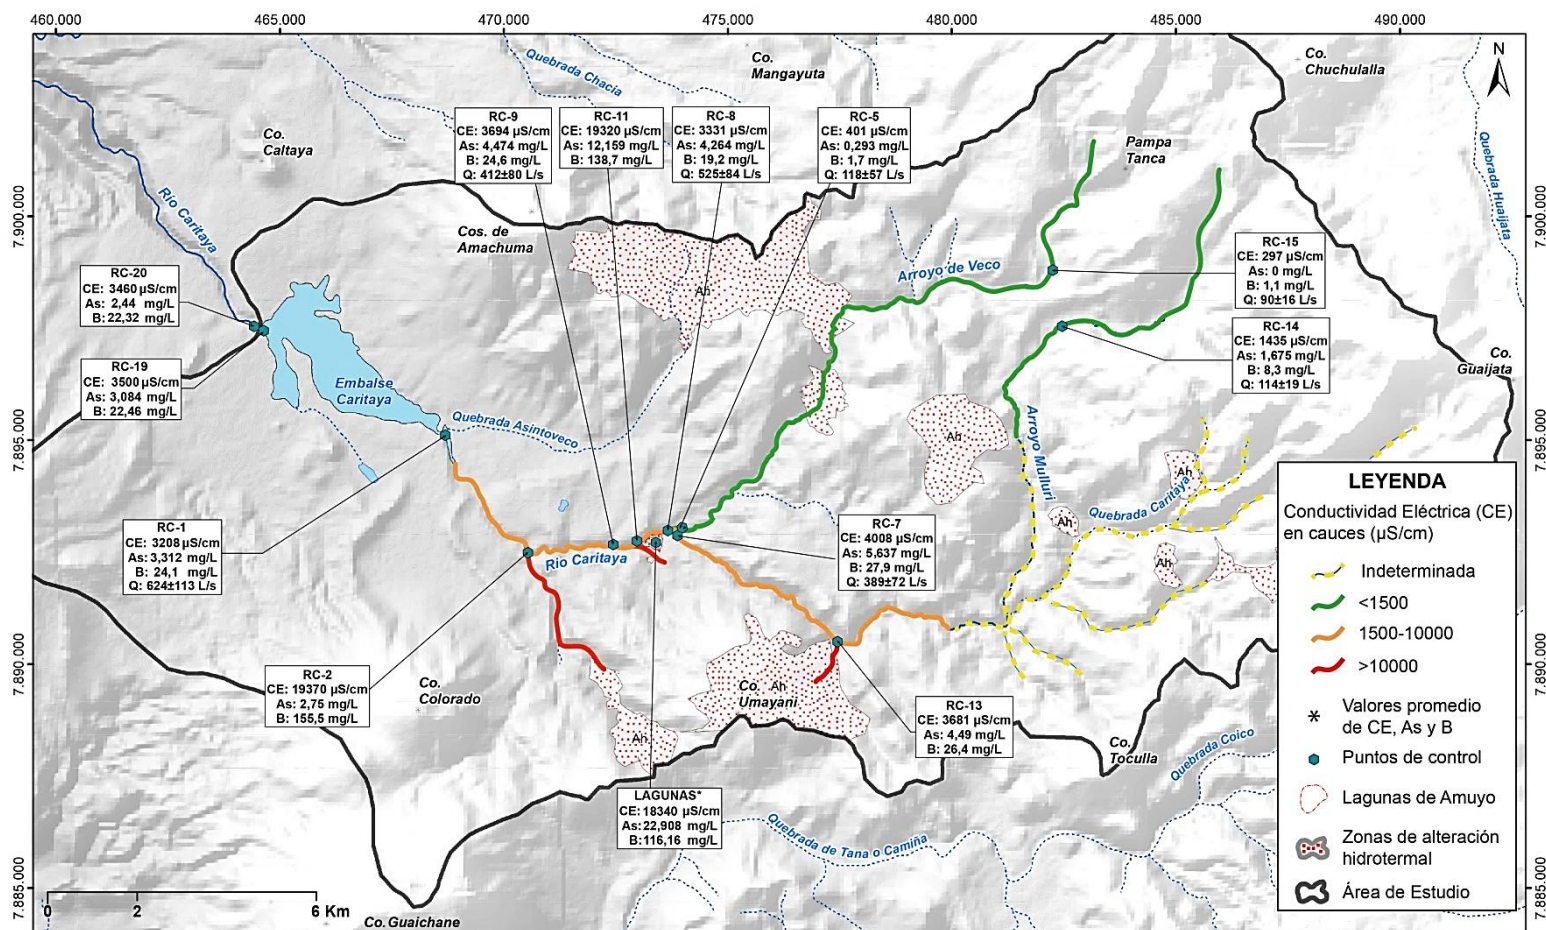 460.000
465.000
470.000
475.000
480.000
485.000
490.000
7.900.000
7.895.000
7.890.000
7.885.000
7.900.000
7.895.000
7.890.000
7.885.000
N
Quebrada Chacia
Co.
Mangayuta
Co.
Chuchulalla
Co.
Caltaya
Pampa
Tanca
Quebrada Huaijata
Rio Caritaya
Cos. de
Amachuma
Arroyo de Veco
RC-9
CE: 3694 µS/cm
As: 4,474 mg/L
B: 24,6 mg/L
Q: 412±80 L/s
RC-11
CE: 19320 µS/cm
As: 12,159 mg/L
B: 138,7 mg/L
RC-8
CE: 3331 µS/cm
As: 4,264 mg/L
B: 19,2 mg/L
Q: 525±84 L/s
RC-5
CE: 401 µS/cm
As: 0,293 mg/L
B: 1,7 mg/L
Q: 118±57 L/s
RC-15
CE: 297 µS/cm
As: 0 mg/L
B: 1,1 mg/L
Q: 90±16 L/s
RC-20
CE: 3460 µS/cm
As: 2,44 mg/L
B: 22,32 mg/L
RC-14
CE: 1435 µS/cm
As: 1,675 mg/L
B: 8,3 mg/L
Q: 114±19 L/s
RC-19
CE: 3500 µS/cm
As: 3,084 mg/L
B: 22,46 mg/L
Ah
Co.
Guaijata
Embalse
Caritaya
Quebrada Asintoveco
Arroyo Mulluri
Ah
Ah
Quebrada Caritaya
Ah
Ah
RC-1
CE: 3208 µS/cm
As: 3,312 mg/L
B: 24,1 mg/L
Q: 624±113 L/s
Rio Caritaya
RC-7
CE: 4008 µS/cm
As: 5,637 mg/L
B: 27,9 mg/L
Q: 389±72 L/s
RC-2
CE: 19370 µS/cm
As: 2,75 mg/L
B: 155,5 mg/L
Co.
Colorado
Co.
Umayani
Ah
Ah
RC-13
CE: 3681 µS/cm
As: 4,49 mg/L
B: 26,4 mg/L
Co.
Toculla
Quebrada Coico
LAGUNAS*
CE: 18340 µS/cm
As: 22,908 mg/L
B: 116,16 mg/L
Quebrada de Tana o Camiña
Co. Guaichane
0
2
6 Km
LEYENDA
Conductividad Eléctrica (CE)
en cauces (µS/cm)
Indeterminada
<1500
1500-10000
>10000
* Valores promedio
de CE, As y B
Puntos de control
Lagunas de Amuyo
Zonas de alteración
hidrotermal
Área de Estudio